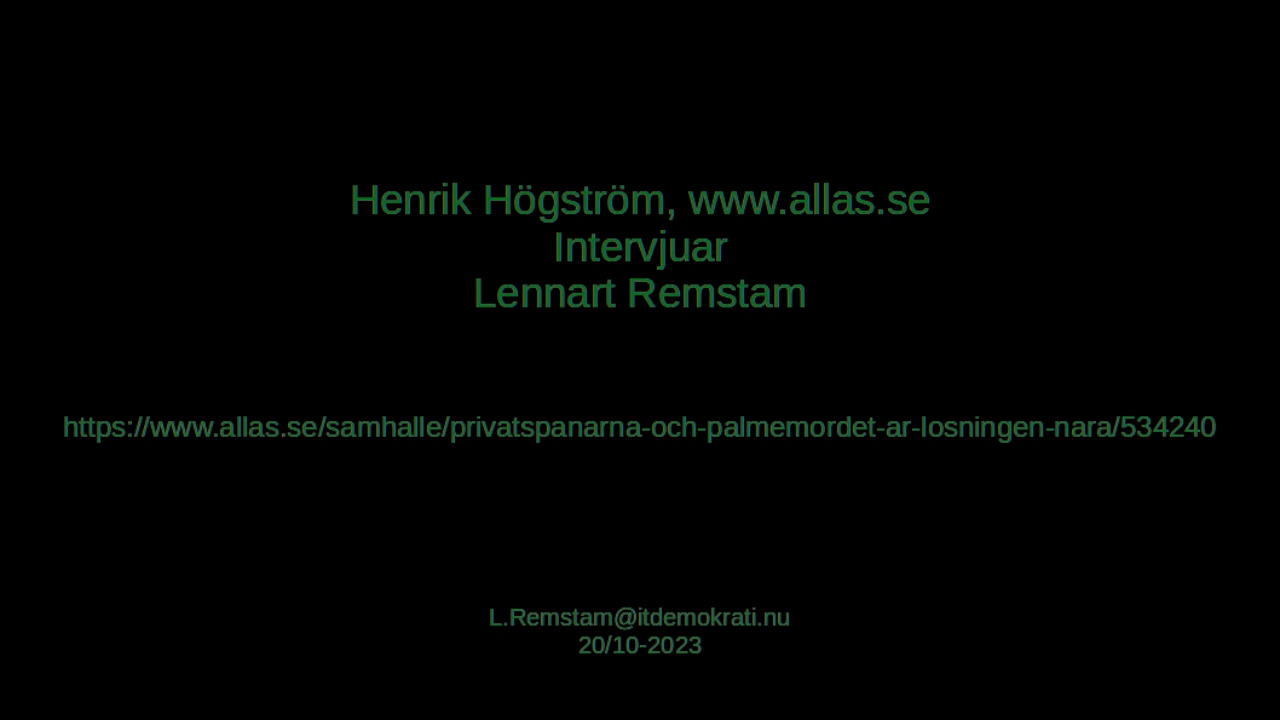 Henrik Högström, www.allas.se
Intervjuar
Lennart Remstam
https://www.allas.se/samhalle/privatspanarna-och-palmemordet-ar-losningen-nara/534240
L.Remstam@itdemokrati.nu
20/10-2023